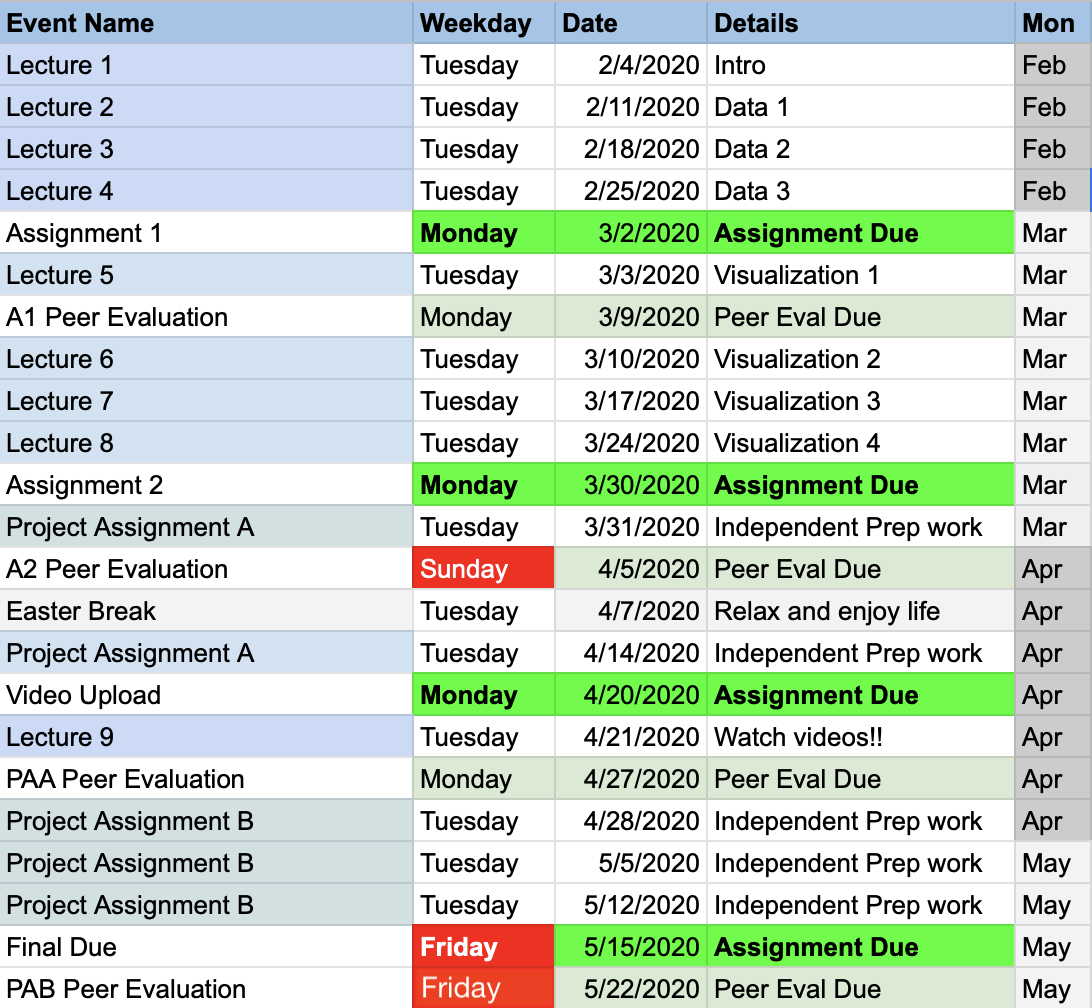 Event Name Weekday Date Details Mon
Lecture 1 Tuesday 2/4/2020 Intro Feb
Lecture 2 Tuesday 2/11/2020 Data 1 Feb
Lecture 3 Tuesday 2/18/2020 Data 2 Feb
Lecture 4 Tuesday 2/25/2020 Data 3 Feb
Assignment 1 Monday 3/2/2020 Assignment Due Mar
Lecture 5 Tuesday 3/3/2020 Visualization 1 Mar
A1 Peer Evaluation Monday 3/9/2020 Peer Eval Due Mar
Lecture 6 Tuesday 3/10/2020 Visualization 2 Mar
Lecture 7 Tuesday 3/17/2020 Visualization 3 Mar
Lecture 8 Tuesday 3/24/2020 Visualization 4 Mar
Assignment 2 Monday 3/30/2020 Assignment Due Mar
Project Assignment A Tuesday 3/31/2020 Independent Prep work Mar
A2 Peer Evaluation Sunday 4/5/2020 Peer Eval Due Apr
Easter Break Tuesday 4/7/2020 Relax and enjoy life Apr
Project Assignment A Tuesday 4/14/2020 Independent Prep work Apr
Video Upload Monday 4/20/2020 Assignment Due Apr
Lecture 9 Tuesday 4/21/2020 Watch videos!! Apr
PAA Peer Evaluation Monday 4/27/2020 Peer Eval Due Apr
Project Assignment B Tuesday 4/28/2020 Independent Prep work Apr
Project Assignment B Tuesday 5/5/2020 Independent Prep work May
Project Assignment B Tuesday 5/12/2020 Independent Prep work May
Final Due Friday 5/15/2020 Assignment Due May
PAB Peer Evaluation Friday 5/22/2020 Peer Eval Due May